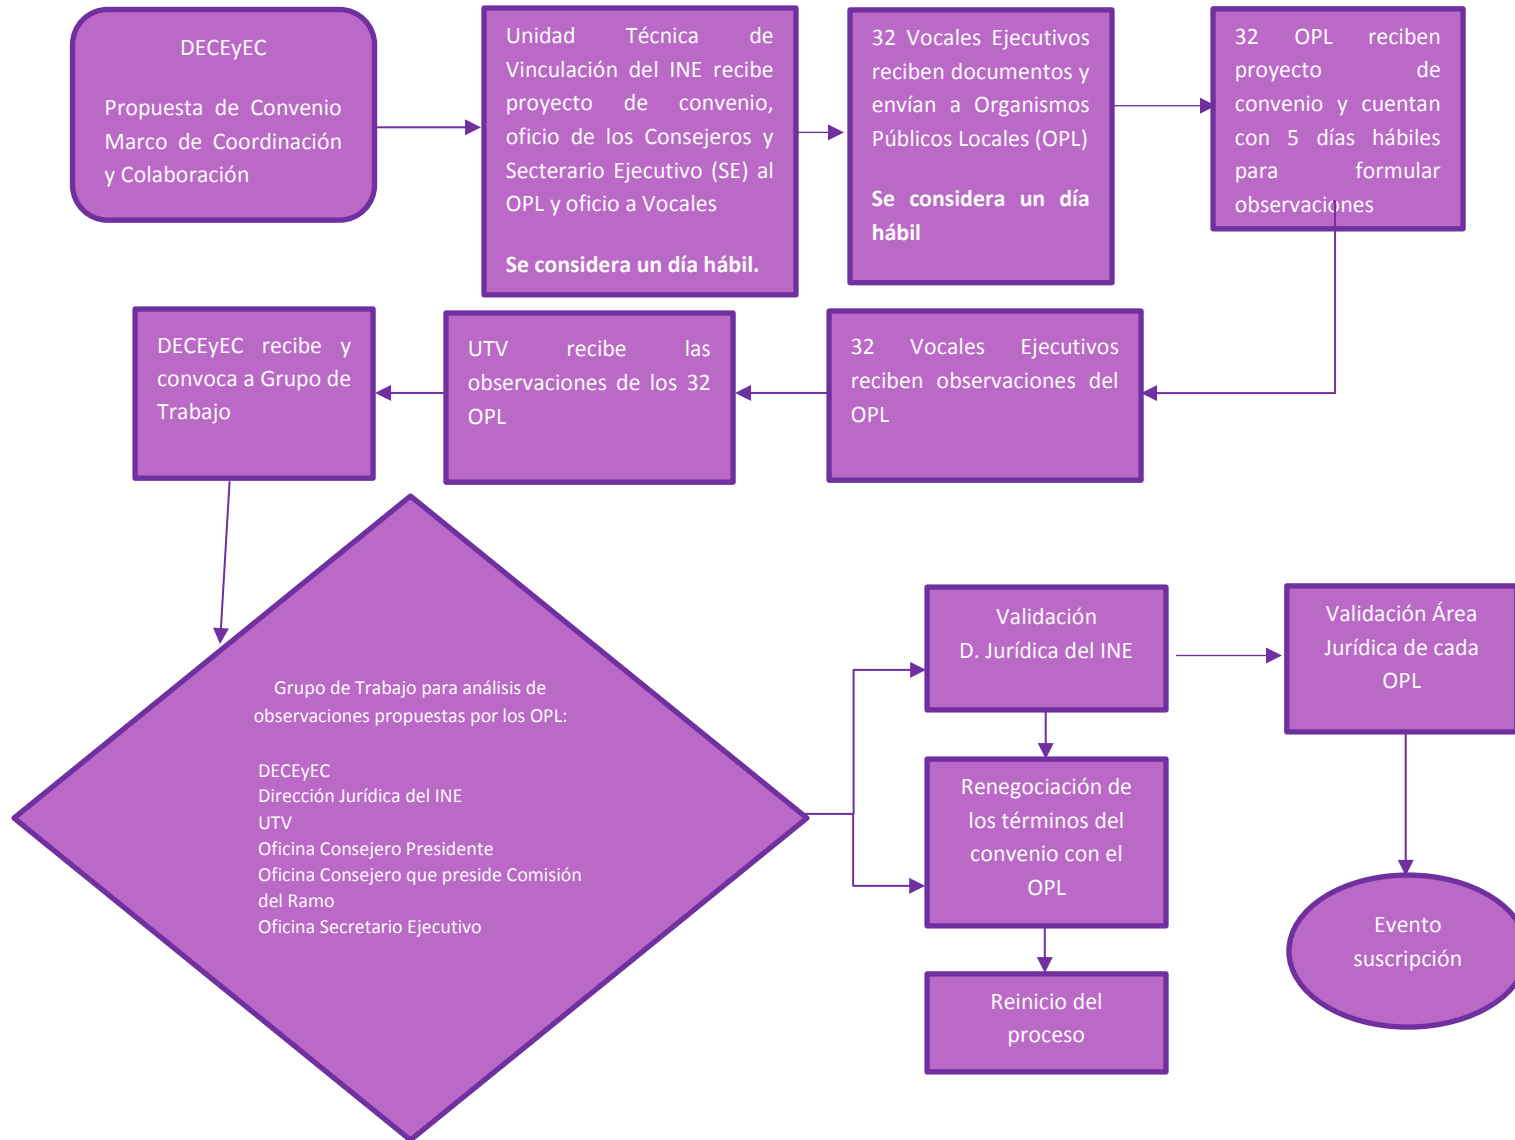 DECEyEC
Propuesta de Convenio
Marco de Coordinación
y Colaboración
Unidad Técnica de
Vinculación del INE recibe
proyecto de convenio,
oficio de los Consejeros y
Secterario Ejecutivo (SE) al
OPL y oficio a Vocales
Se considera un día hábil.
32 Vocales Ejecutivos
reciben documentos y
envían a Organismos
Públicos Locales (OPL)
Se considera un día
hábil
32 OPL reciben
proyecto de
convenio y cuentan
con 5 días hábiles
para formular
observaciones
32 Vocales Ejecutivos
reciben observaciones del
OPL
UTV recibe las
observaciones de los 32
OPL
DECEyEC recibe y
convoca a Grupo de
Trabajo
Grupo de Trabajo para análisis de
observaciones propuestas por los OPL:
DECEyEC
Dirección Jurídica del INE
UTV
Oficina Consejero Presidente
Oficina Consejero que preside Comisión
del Ramo
Oficina Secretario Ejecutivo
Validación
D. Jurídica del INE
Validación Área
Jurídica de cada
OPL
Renegociación de
los términos del
convenio con el
OPL
Evento
suscripción
Reinicio del
proceso